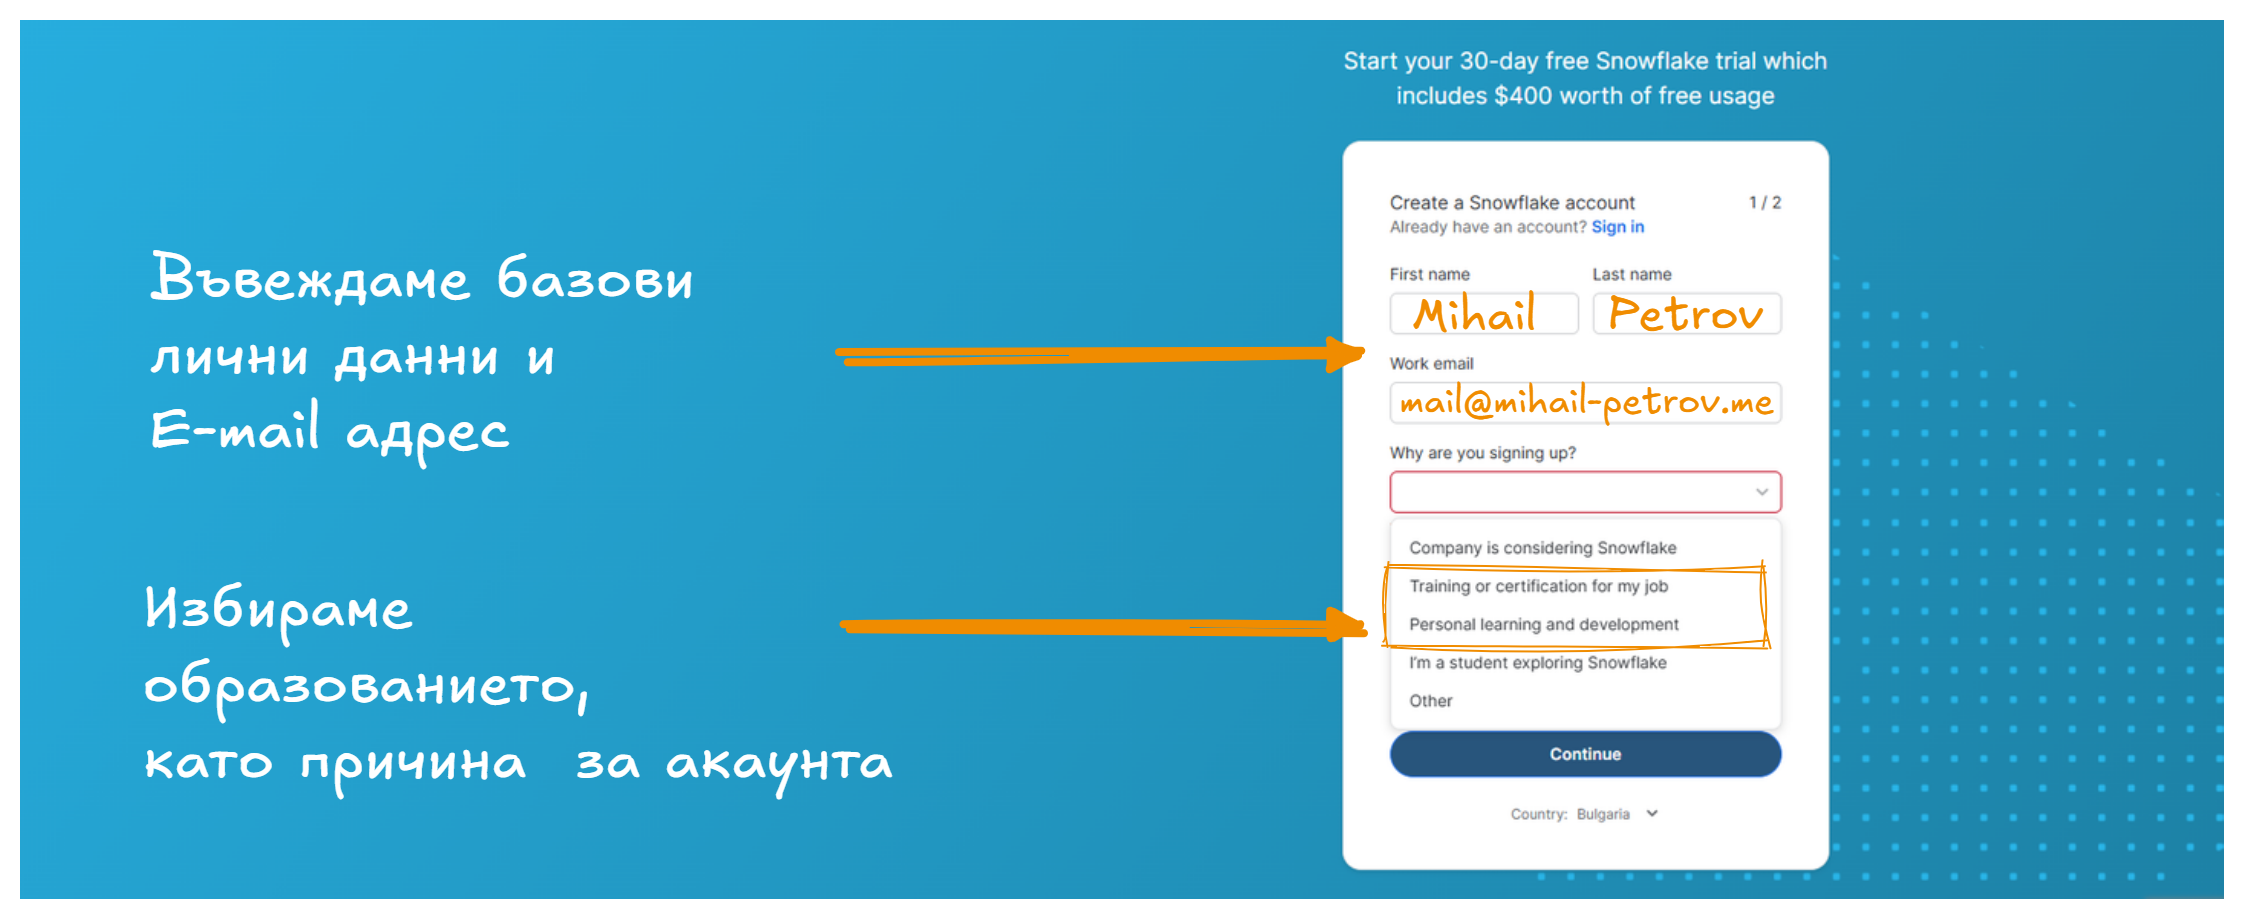 Start your 30-day free Snowflake trial which
includes $400 worth of free usage
Create a Snowflake account 1 / 2
Already have an account? Sign in
First name Last name
Mihail Petrov
Work email
mail@mihail-petrov.me
Why are you signing up?
Company is considering Snowflake
Training or certification for my job
Personal learning and development
I'm a student exploring Snowflake
Other
Continue
Country: Bulgaria
Въвеждаме базови
лични данни и
E-mail адрес
Избираме
образованието,
като причина за акаунта